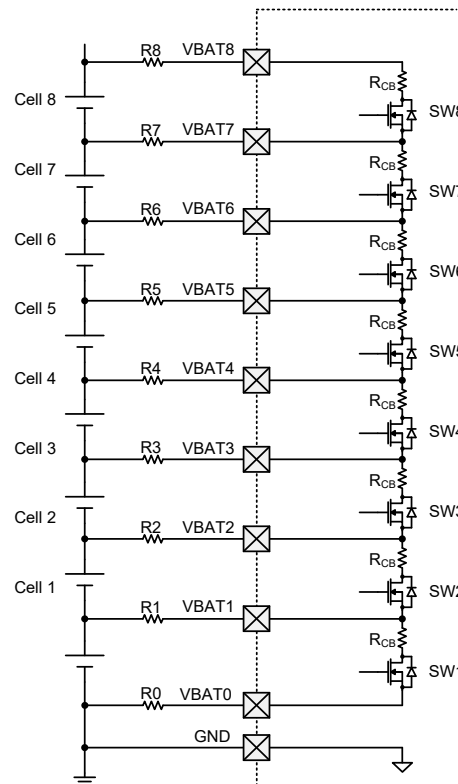 R8 VBAT8
Cell 8
RCB
SW8
R7 VBAT7
Cell 7
RCB
SW7
R6 VBAT6
Cell 6
RCB
SW6
R5 VBAT5
Cell 5
RCB
SW5
R4 VBAT4
Cell 4
RCB
SW4
R3 VBAT3
Cell 3
RCB
SW3
R2 VBAT2
Cell 2
RCB
SW2
R1 VBAT1
Cell 1
RCB
SW1
R0 VBAT0
GND